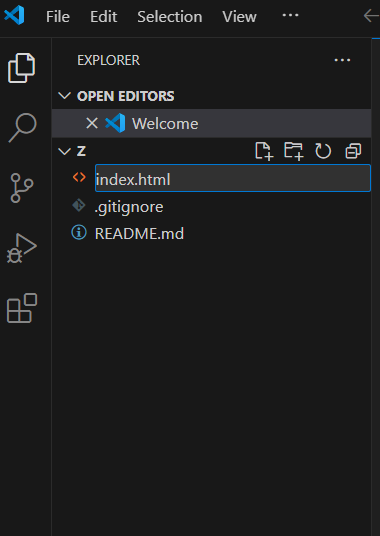 File Edit Selection View ...
EXPLORER ...
OPEN EDITORS
Welcome
Z
index.html
.gitignore
README.md